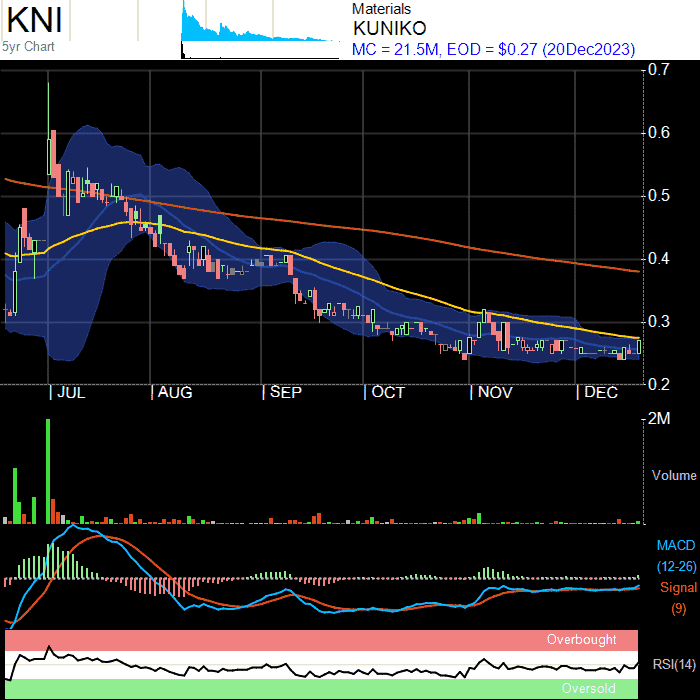 KNI
5yr Chart
Materials
KUNIKO
MC = 21.5M, EOD = $0.27 (20Dec2023)
0.7
0.6
0.5
0.4
0.3
0.2
| JUL | AUG | SEP | OCT | NOV | DEC
2M
Volume
MACD
(12-26)
Signal
(9)
Overbought
RSI(14)
Oversold